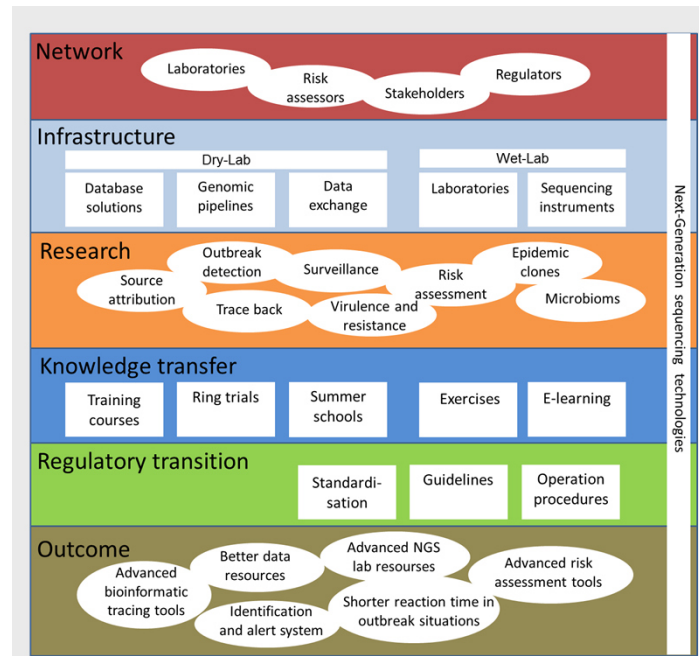 Network
Laboratories
Risk
assessors
Stakeholders
Regulators
Infrastructure
Dry-Lab
Wet-Lab
Database
solutions
Genomic
pipelines
Data
exchange
Laboratories
Sequencing
instruments
Research
Source
attribution
Outbreak
detection
Trace back
Surveillance
Virulence and
resistance
Risk
assessment
Epidemic
clones
Microbioms
Knowledge transfer
Training
courses
Ring trials
Summer
schools
Exercises
E-learning
Regulatory transition
Standardi-
sation
Guidelines
Operation
procedures
Outcome
Advanced
bioinformatic
tracing tools
Better data
resources
Identification
and alert system
Advanced NGS
lab resourses
Shorter reaction time in
outbreak situations
Advanced risk
assessment tools
Next-Generation sequencing technologies